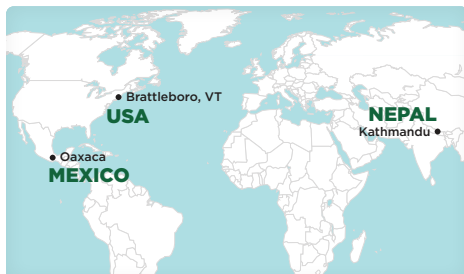 Brattleboro, VT
USA
NEPAL
Kathmandu
Oaxaca
MEXICO